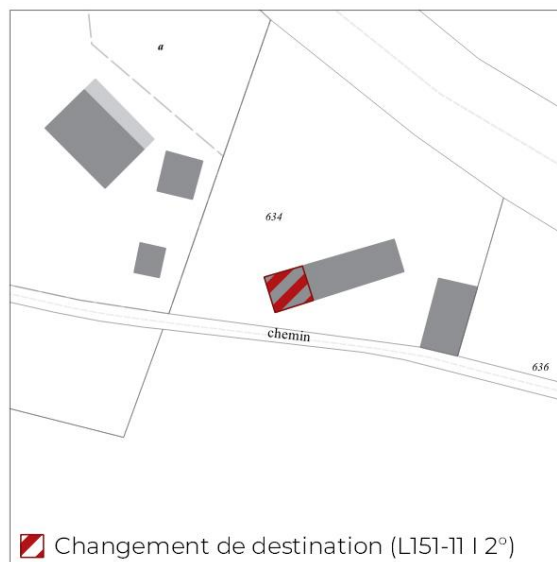 a
634
chemin
636
Changement de destination (L151-11 I 2°)